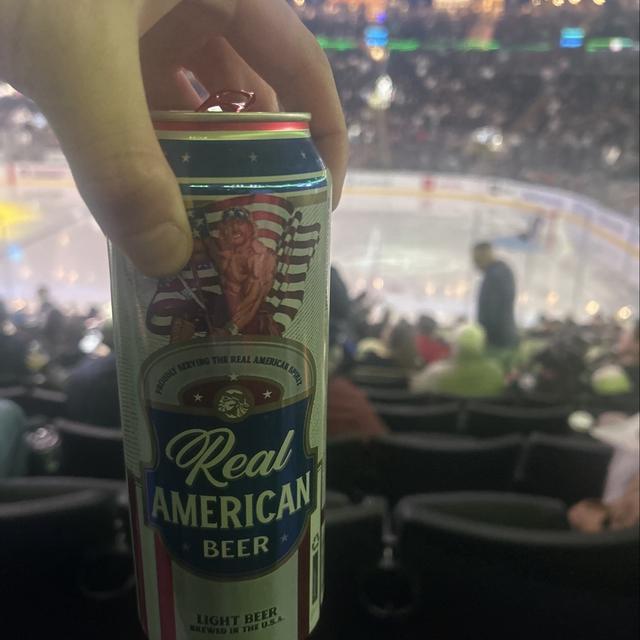 PROUDLY SERVING THE REAL AMERICAN SPIRIT
Real
AMERICAN
BEER
LIGHT BEER
BREWED IN THE U.S.A.